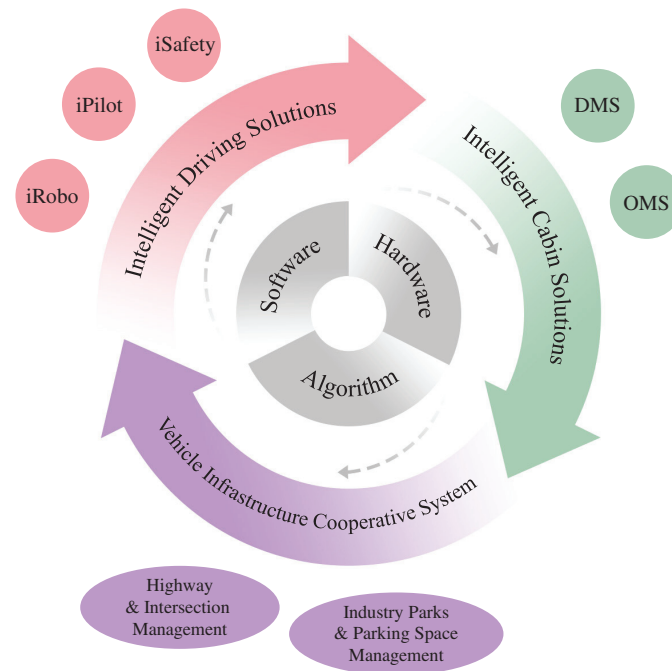 iSafety
iPilot
iRobo
Intelligent Driving Solutions
DMS
OMS
Intelligent Cabin Solutions
Software
Hardware
Algorithm
Vehicle Infrastructure Cooperative System
Highway
& Intersection
Management
Industry Parks
& Parking Space
Management